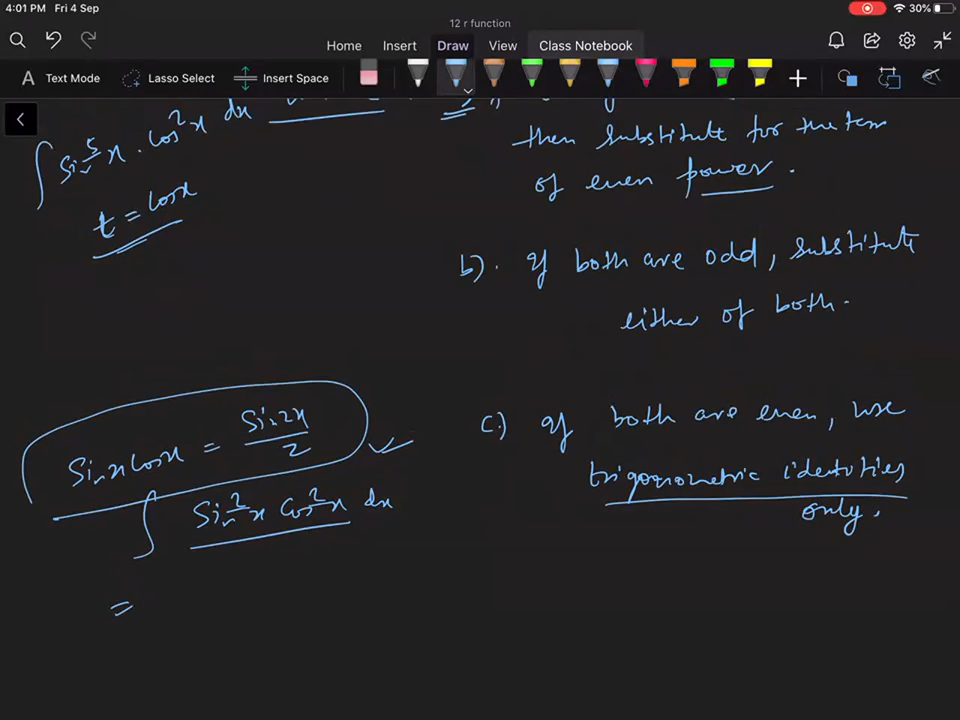 4:01 PM Fri 4 Sep
30%
12 r function
Home Insert Draw View Class Notebook
A Text Mode Lasso Select Insert Space
∫ Sin⁵x . Cos²x dx
t = Cosx
then substitute for the term
of even power .
b). If both are odd, substitute
either of both.
Sinx Cosx = Sin2x / 2
∫ Sin²x Cos²x dx
=
c.) If both are even, use
trigonometric identities
only.